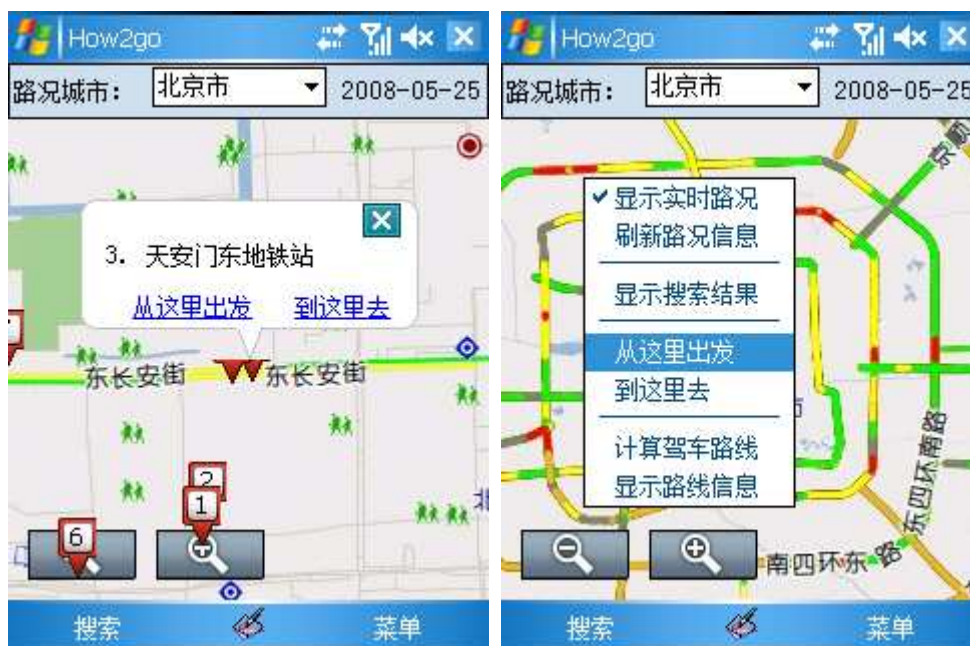 How2go
路况城市： 北京市 2008-05-25
3. 天安门东地铁站
从这里出发 到这里去
东长安街 东长安街
2
1
6
搜索 菜单
How2go
路况城市： 北京市 2008-05-25
✓显示实时路况
刷新路况信息
显示搜索结果
从这里出发
到这里去
计算驾车路线
显示路线信息
东四环南路
南四环东路
搜索 菜单